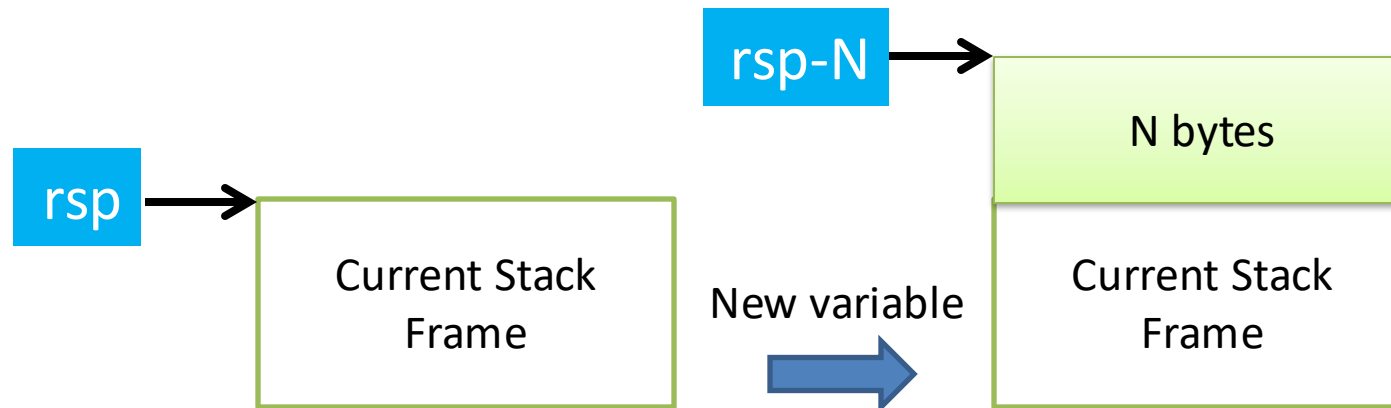 rsp
Current Stack
Frame
New variable
rsp-N
N bytes
Current Stack
Frame